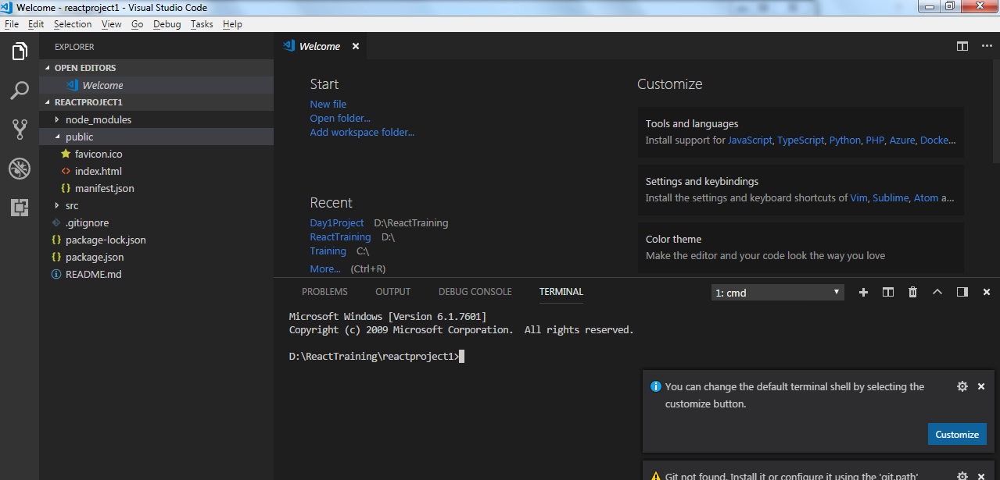 Welcome - reactproject1 - Visual Studio Code
File Edit Selection View Go Debug Tasks Help
EXPLORER
OPEN EDITORS
Welcome
REACTPROJECT1
node_modules
public
favicon.ico
index.html
manifest.json
src
.gitignore
package-lock.json
package.json
README.md
Welcome
Start
New file
Open folder...
Add workspace folder...
Recent
Day1Project D:\ReactTraining
ReactTraining D:\
Training C:\
More... (Ctrl+R)
Customize
Tools and languages
Install support for JavaScript, TypeScript, Python, PHP, Azure, Docke...
Settings and keybindings
Install the settings and keyboard shortcuts of Vim, Sublime, Atom a...
Color theme
Make the editor and your code look the way you love
PROBLEMS OUTPUT DEBUG CONSOLE TERMINAL 1: cmd
Microsoft Windows [Version 6.1.7601]
Copyright (c) 2009 Microsoft Corporation.  All rights reserved.
D:\ReactTraining\reactproject1>
You can change the default terminal shell by selecting the
customize button.
Customize
Git not found. Install it or configure it using the 'git.path'